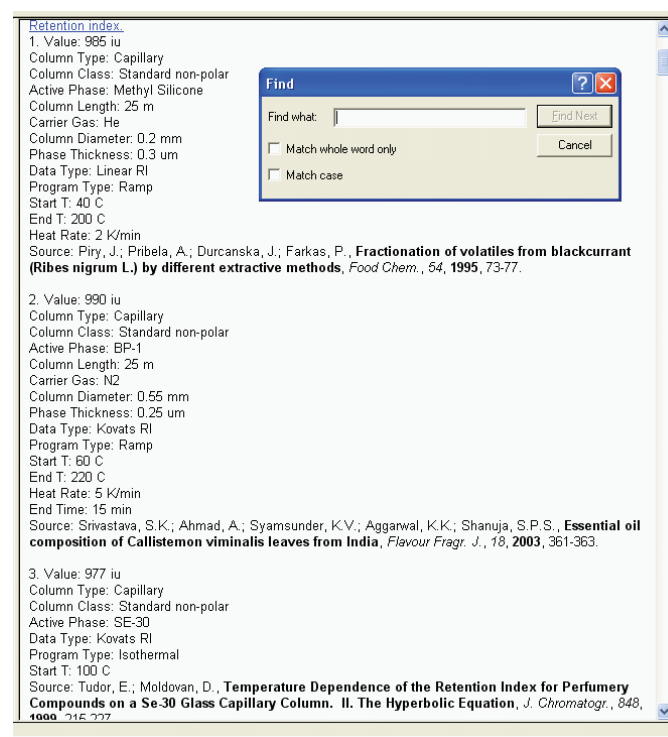 Retention index.
1. Value: 985 iu
Column Type: Capillary
Column Class: Standard non-polar
Active Phase: Methyl Silicone
Column Length: 25 m
Carrier Gas: He
Column Diameter: 0.2 mm
Phase Thickness: 0.3 um
Data Type: Linear RI
Program Type: Ramp
Start T: 40 C
End T: 200 C
Heat Rate: 2 K/min
Source: Piry, J.; Pribela, A.; Durcanska, J.; Farkas, P., Fractionation of volatiles from blackcurrant
(Ribes nigrum L.) by different extractive methods, Food Chem., 54, 1995, 73-77.
Find
Find what:
Find Next
Match whole word only
Cancel
Match case
2. Value: 990 iu
Column Type: Capillary
Column Class: Standard non-polar
Active Phase: BP-1
Column Length: 25 m
Carrier Gas: N2
Column Diameter: 0.55 mm
Phase Thickness: 0.25 um
Data Type: Kovats RI
Program Type: Ramp
Start T: 60 C
End T: 220 C
Heat Rate: 5 K/min
End Time: 15 min
Source: Srivastava, S.K.; Ahmad, A.; Syamsunder, K.V.; Aggarwal, K.K.; Shanuja, S.P.S., Essential oil
composition of Callistemon viminalis leaves from India, Flavour Fragr. J., 18, 2003, 361-363.
3. Value: 977 iu
Column Type: Capillary
Column Class: Standard non-polar
Active Phase: SE-30
Data Type: Kovats RI
Program Type: Isothermal
Start T: 100 C
Source: Tudor, E.; Moldovan, D., Temperature Dependence of the Retention Index for Perfumery
Compounds on a Se-30 Glass Capillary Column. II. The Hyperbolic Equation, J. Chromatogr., 848,
1999, 215-227.